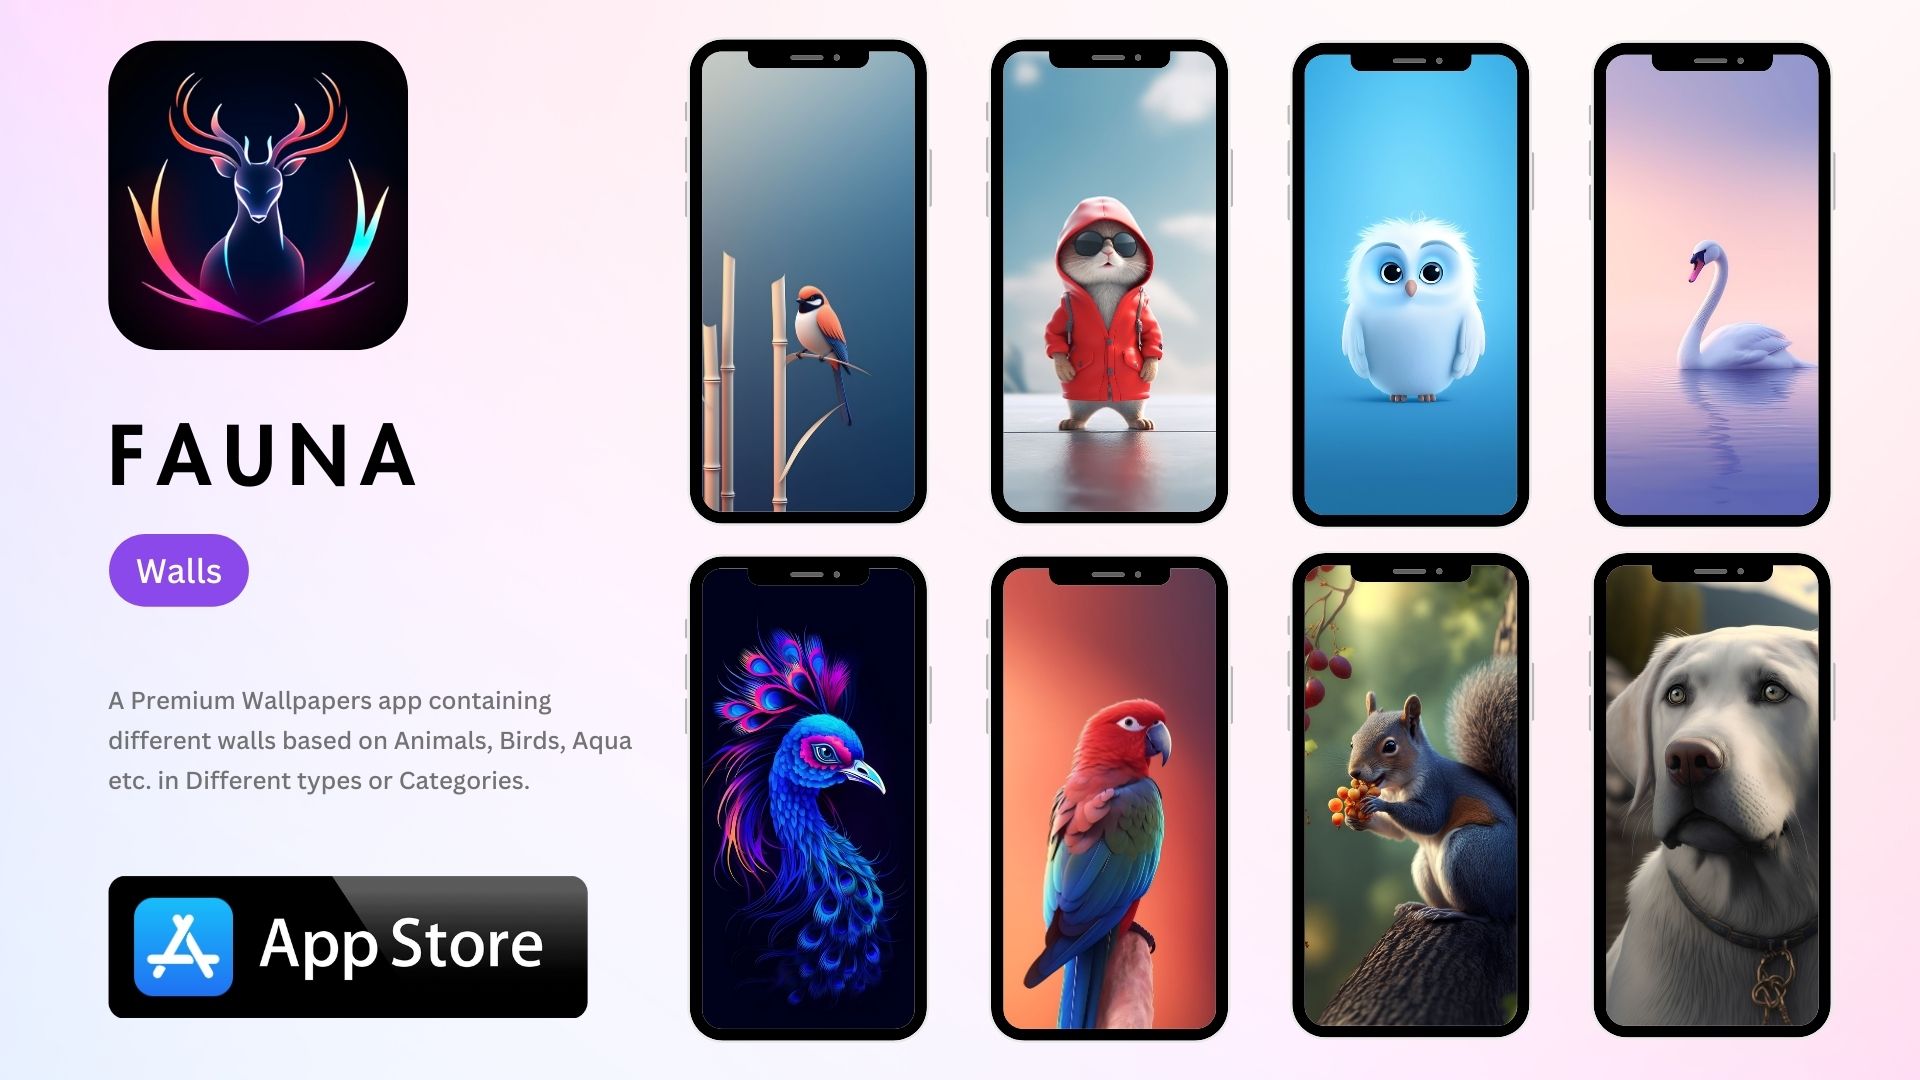 FAUNA
Walls
A Premium Wallpapers app containing
different walls based on Animals, Birds, Aqua
etc. in Different types or Categories.
App Store